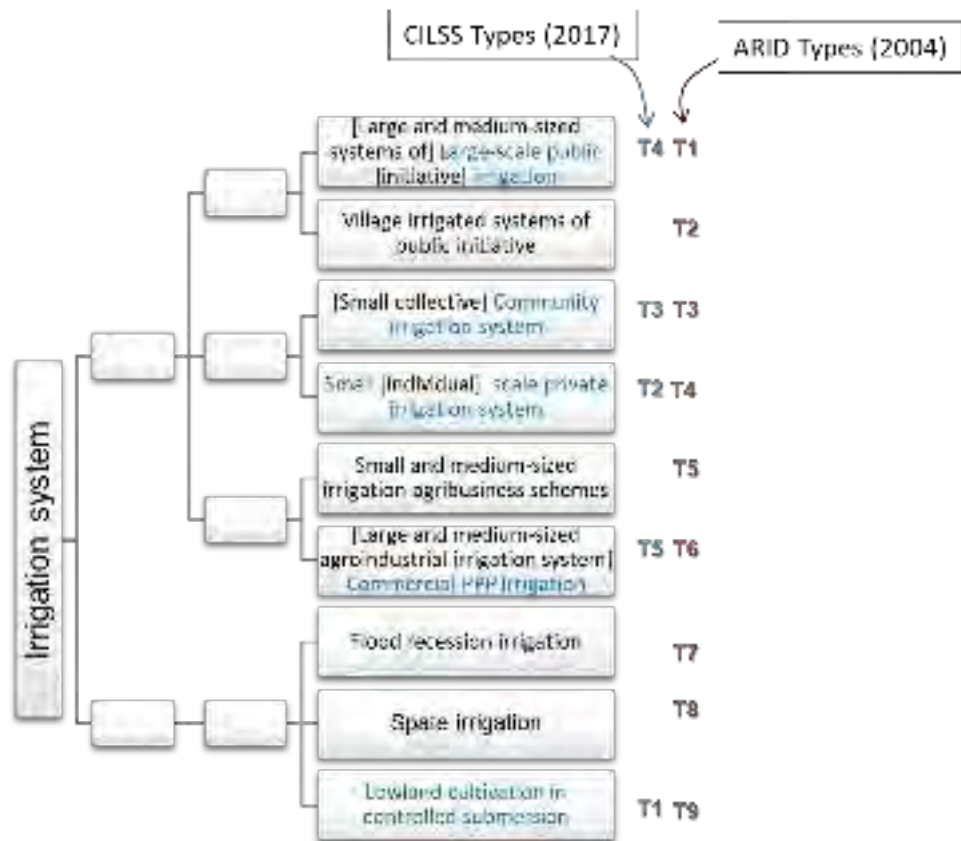 CILSS Types (2017)
ARID Types (2004)
[Large and medium-sized
systems of] Large-scale public
[initiative] irrigation
T4 T1
Village irrigated systems of
public initiative
T2
[Small collective] Community
irrigation system
T3 T3
Small [individual] -scale private
irrigation system
T2 T4
Small and medium-sized
irrigation agribusiness schemes
T5
[Large and medium-sized
agroindustrial irrigation system]
Commercial PPP Irrigation
T5 T6
Flood recession irrigation
T7
Spate irrigation
T8
Lowland cultivation in
controlled submersion
T1 T9
Irrigation system